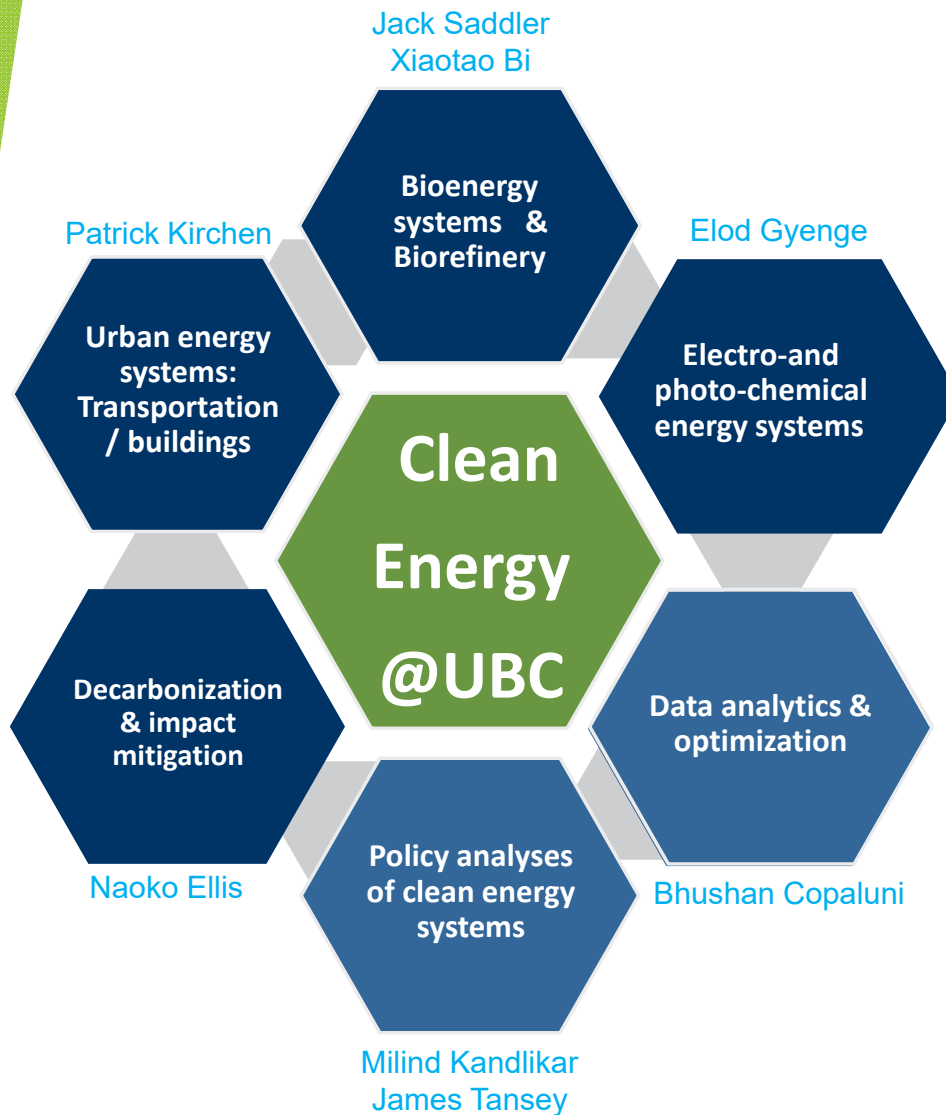 Jack Saddler
Xiaotao Bi
Bioenergy
systems & 
Biorefinery
Patrick Kirchen
Elod Gyenge
Urban energy
systems:
Transportation
/ buildings
Electro-and
photo-chemical
energy systems
Clean
Energy
@UBC
Decarbonization
& impact
mitigation
Data analytics &
optimization
Naoko Ellis
Policy analyses
of clean energy
systems
Bhushan Copaluni
Milind Kandlikar
James Tansey